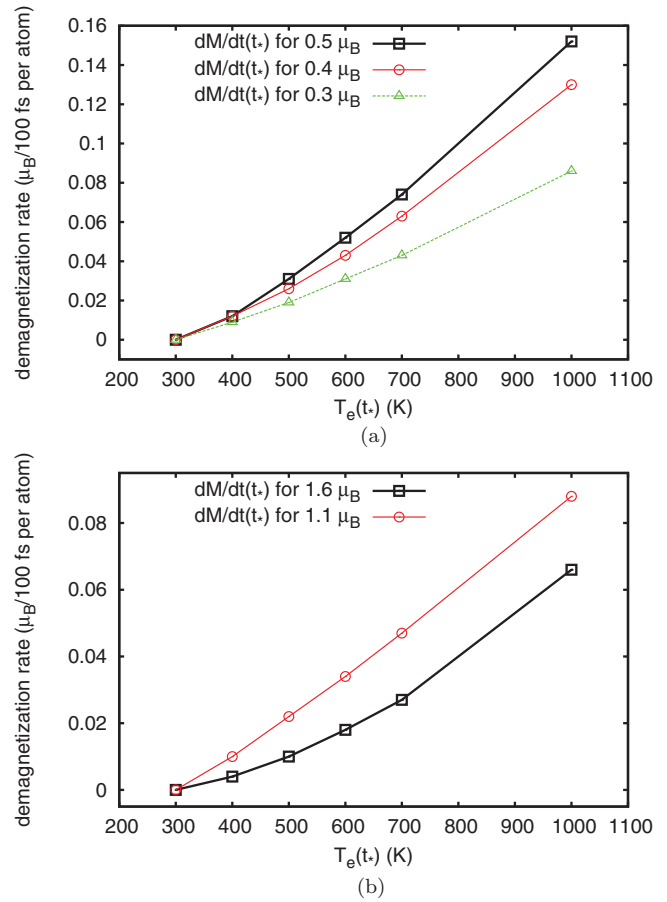 dM/dt(t*) for 0.5 μB
dM/dt(t*) for 0.4 μB
dM/dt(t*) for 0.3 μB
demagnetization rate (μB/100 fs per atom)
0.16
0.14
0.12
0.1
0.08
0.06
0.04
0.02
0
200 300 400 500 600 700 800 900 1000 1100
Te(t*) (K)
(a)
dM/dt(t*) for 1.6 μB
dM/dt(t*) for 1.1 μB
demagnetization rate (μB/100 fs per atom)
0.08
0.06
0.04
0.02
0
200 300 400 500 600 700 800 900 1000 1100
Te(t*) (K)
(b)